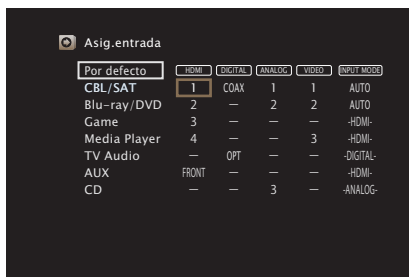 Asig.entrada
Por defecto HDMI DIGITAL ANALOG VIDEO INPUT MODE
CBL/SAT 1 COAX 1 1 AUTO
Blu-ray/DVD 2 — 2 2 AUTO
Game 3 — — — -HDMI-
Media Player 4 — — 3 -HDMI-
TV Audio — OPT — — -DIGITAL-
AUX FRONT — — — -HDMI-
CD — — 3 — -ANALOG-